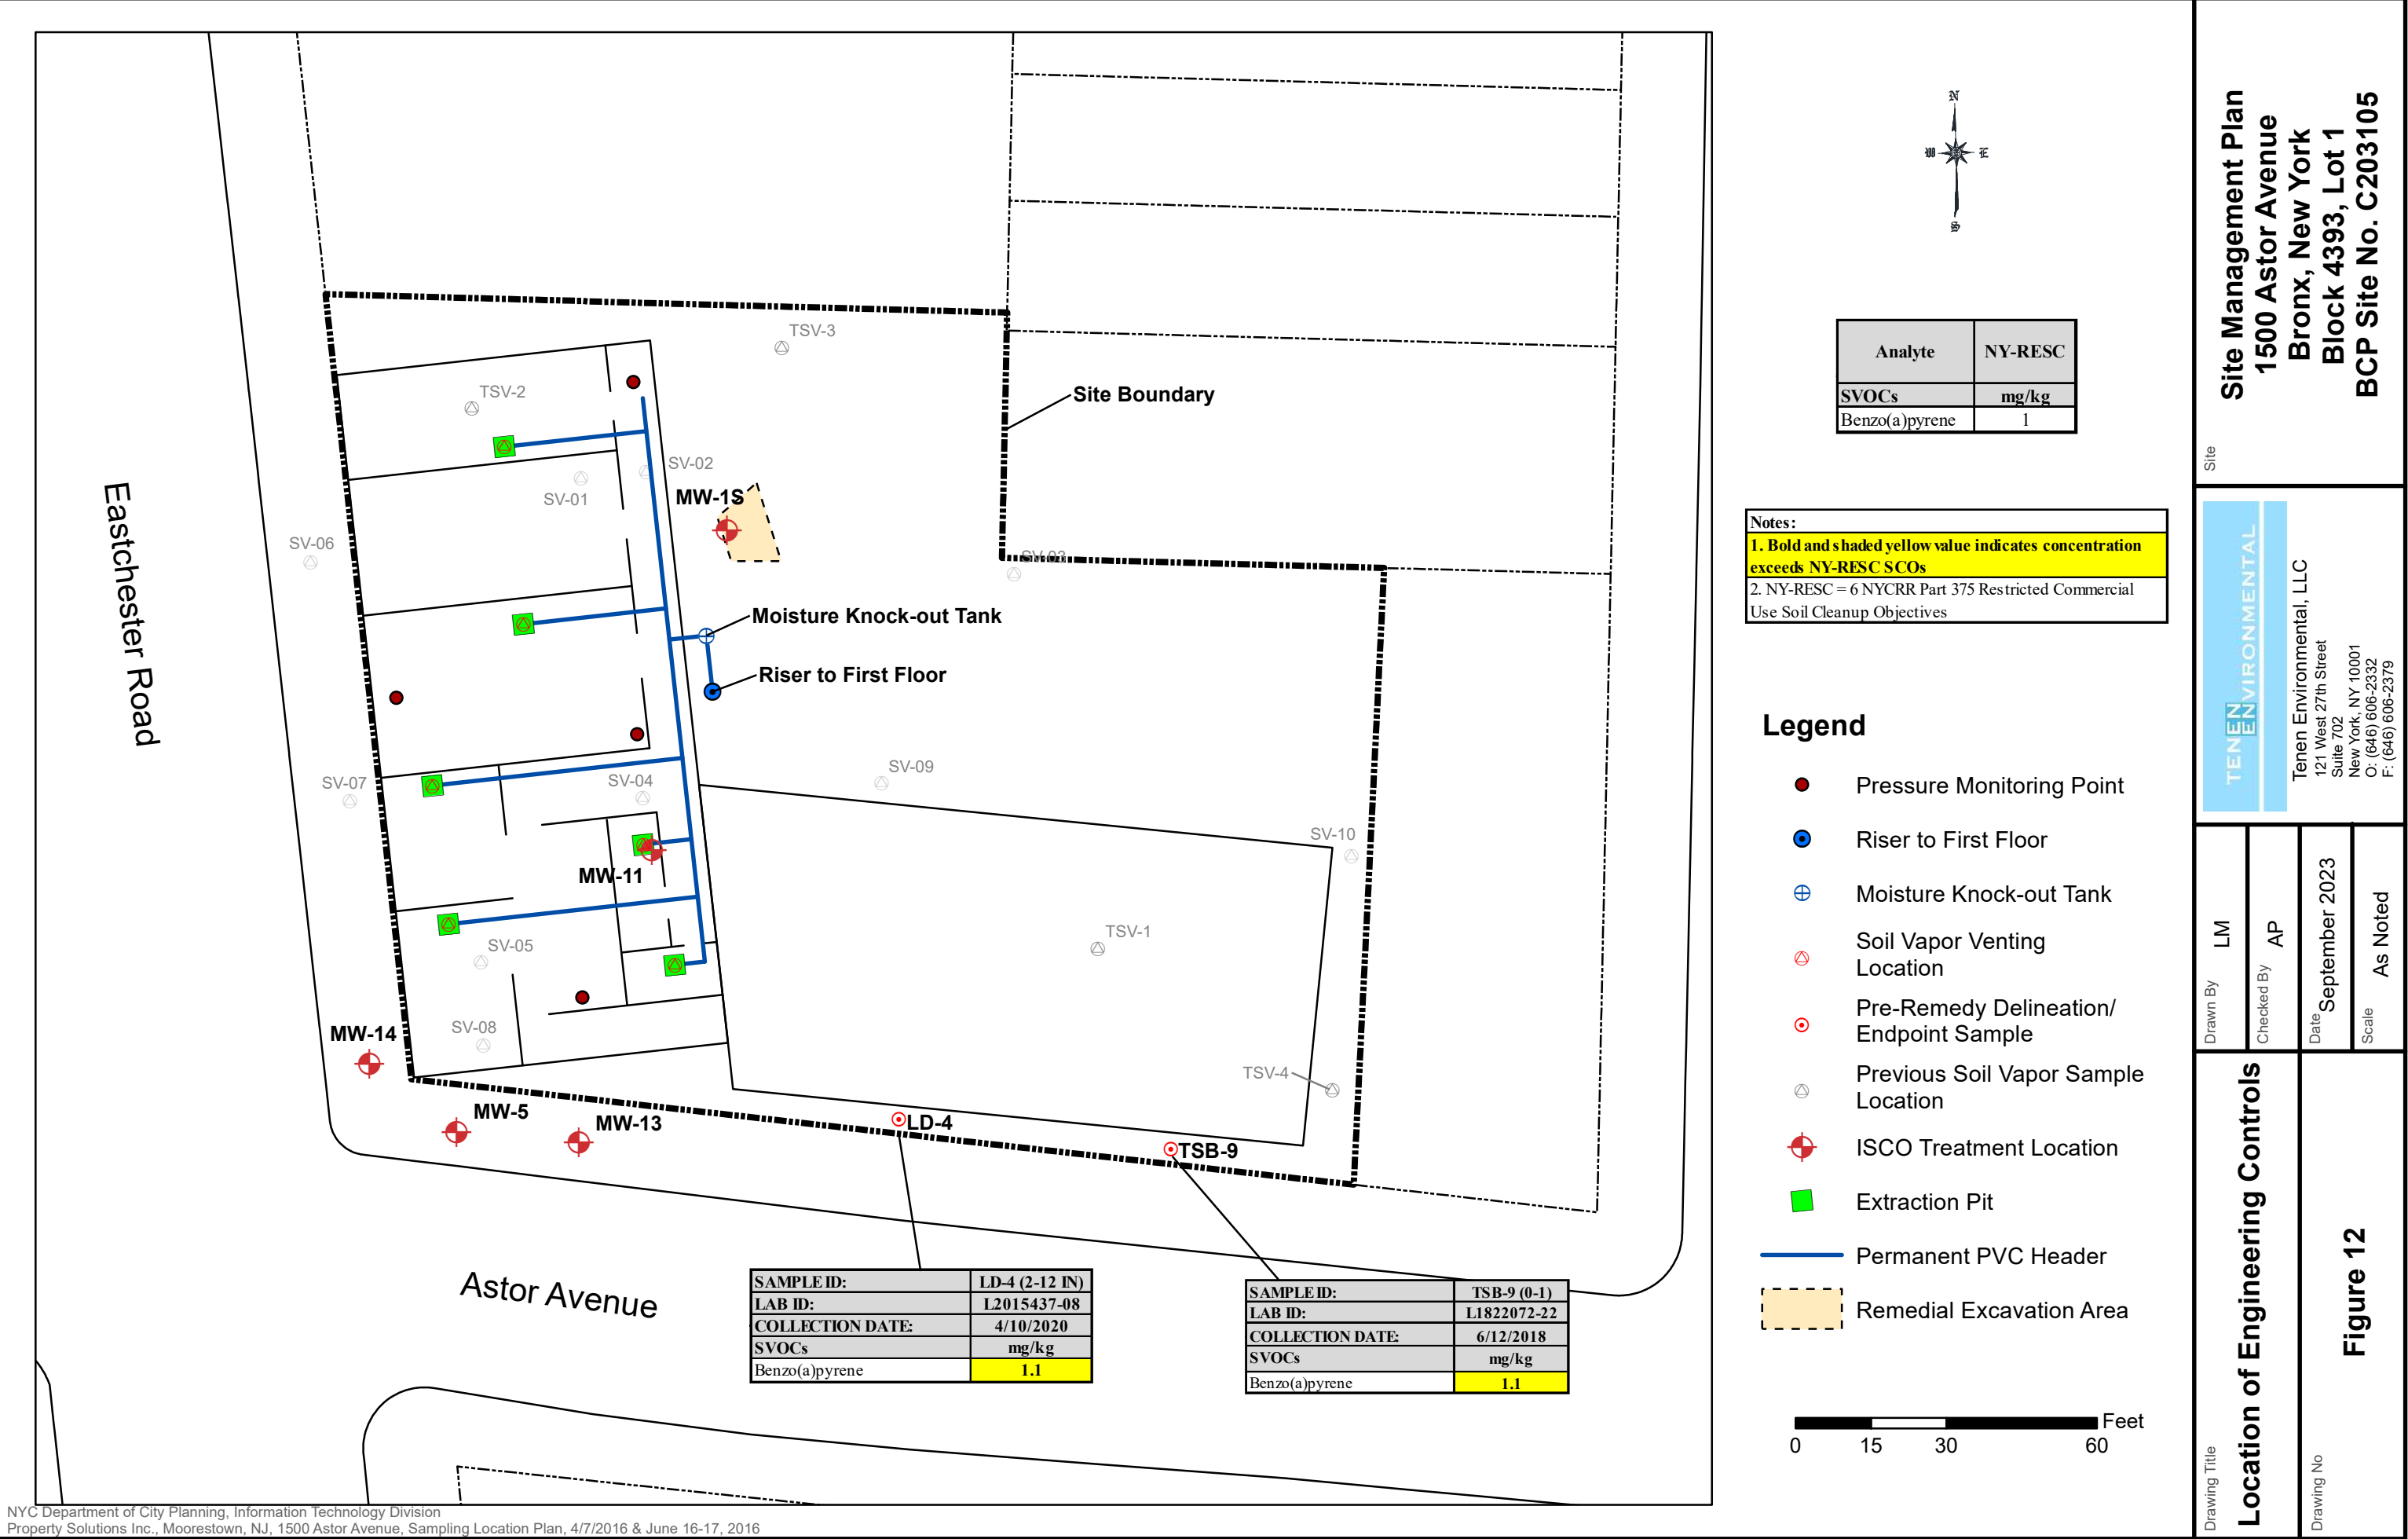 TSV-3
TSV-2
Site Boundary
SV-02
SV-01
MW-1S
SV-06
SV-03
Moisture Knock-out Tank
Riser to First Floor
Eastchester Road
SV-07
SV-04
SV-09
SV-10
MW-11
SV-05
TSV-1
SV-08
MW-14
TSV-4
MW-5
MW-13
LD-4
TSB-9
Astor Avenue
SAMPLE ID: LD-4 (2-12 IN)
LAB ID: L2015437-08
COLLECTION DATE: 4/10/2020
SVOCs mg/kg
Benzo(a)pyrene 1.1
SAMPLE ID: TSB-9 (0-1)
LAB ID: L1822072-22
COLLECTION DATE: 6/12/2018
SVOCs mg/kg
Benzo(a)pyrene 1.1
NYC Department of City Planning, Information Technology Division
Property Solutions Inc., Moorestown, NJ, 1500 Astor Avenue, Sampling Location Plan, 4/7/2016 & June 16-17, 2016
N
W E
S
Analyte NY-RESC
SVOCs mg/kg
Benzo(a)pyrene 1
Notes:
1. Bold and shaded yellow value indicates concentration
exceeds NY-RESC SCOs
2. NY-RESC = 6 NYCRR Part 375 Restricted Commercial
Use Soil Cleanup Objectives
Legend
Pressure Monitoring Point
Riser to First Floor
Moisture Knock-out Tank
Soil Vapor Venting
Location
Pre-Remedy Delineation/
Endpoint Sample
Previous Soil Vapor Sample
Location
ISCO Treatment Location
Extraction Pit
Permanent PVC Header
Remedial Excavation Area
Feet
0 15 30 60
Site
Site Management Plan
1500 Astor Avenue
Bronx, New York
Block 4393, Lot 1
BCP Site No. C203105
TENEN
ENVIRONMENTAL
Tenen Environmental, LLC
121 West 27th Street
Suite 702
New York, NY 10001
O: (646) 606-2332
F: (646) 606-2379
Drawn By
LM
Checked By
AP
Date
September 2023
Scale
As Noted
Drawing Title
Location of Engineering Controls
Drawing No
Figure 12